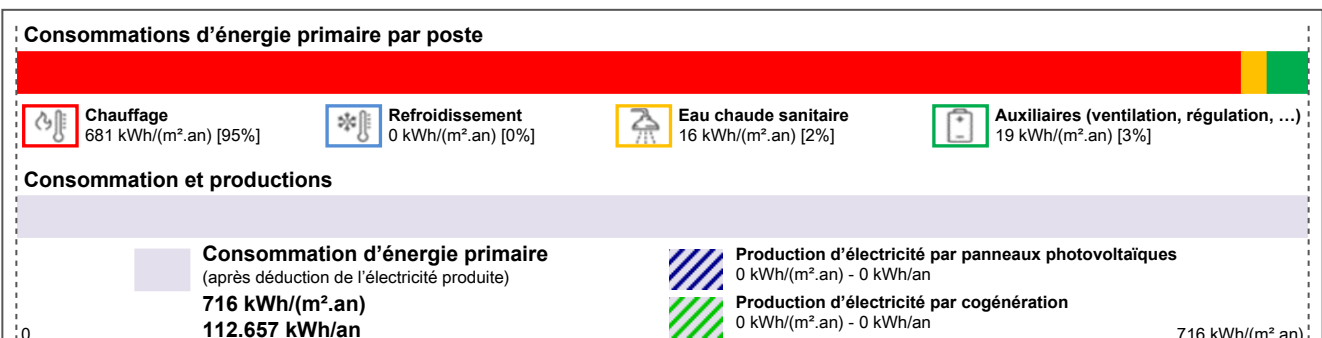 Consommations d’énergie primaire par poste
Chauffage
681 kWh/(m².an) [95%]
Refroidissement
0 kWh/(m².an) [0%]
Eau chaude sanitaire
16 kWh/(m².an) [2%]
Auxiliaires (ventilation, régulation, …)
19 kWh/(m².an) [3%]
Consommation et productions
Consommation d’énergie primaire
(après déduction de l’électricité produite)
716 kWh/(m².an)
112.657 kWh/an
Production d’électricité par panneaux photovoltaïques
0 kWh/(m².an) - 0 kWh/an
Production d’électricité par cogénération
0 kWh/(m².an) - 0 kWh/an
0
716 kWh/(m².an)